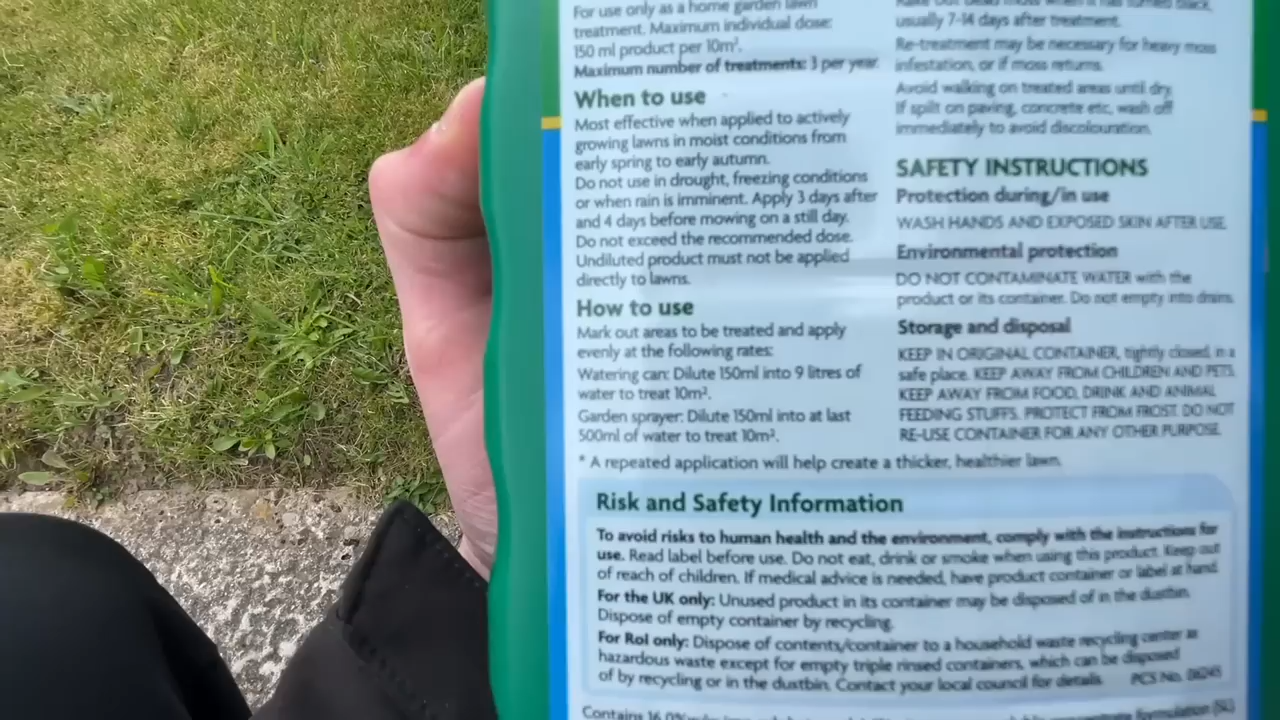 For use only as a home garden lawn
treatment. Maximum individual dose:
150 ml product per 10m².
Maximum number of treatments: 3 per year.
When to use
Most effective when applied to actively
growing lawns in moist conditions from
early spring to early autumn.
Do not use in drought, freezing conditions
or when rain is imminent. Apply 3 days after
and 4 days before mowing on a still day.
Do not exceed the recommended dose.
Undiluted product must not be applied
directly to lawns.
How to use
Mark out areas to be treated and apply
evenly at the following rates:
Watering can: Dilute 150ml into 9 litres of
water to treat 10m².
Garden sprayer: Dilute 150ml into at last
500ml of water to treat 10m².
* A repeated application will help create a thicker, healthier lawn.
Rake out dead moss when it has turned black,
usually 7-14 days after treatment.
Re-treatment may be necessary for heavy moss
infestation, or if moss returns.
Avoid walking on treated areas until dry.
If spilt on paving, concrete etc, wash off
immediately to avoid discolouration.
SAFETY INSTRUCTIONS
Protection during/in use
WASH HANDS AND EXPOSED SKIN AFTER USE.
Environmental protection
DO NOT CONTAMINATE WATER with the
product or its container. Do not empty into drains.
Storage and disposal
KEEP IN ORIGINAL CONTAINER, tightly closed, in a
safe place. KEEP AWAY FROM CHILDREN AND PETS.
KEEP AWAY FROM FOOD, DRINK AND ANIMAL
FEEDING STUFFS. PROTECT FROM FROST. DO NOT
RE-USE CONTAINER FOR ANY OTHER PURPOSE.
Risk and Safety Information
To avoid risks to human health and the environment, comply with the instructions for
use. Read label before use. Do not eat, drink or smoke when using this product. Keep out
of reach of children. If medical advice is needed, have product container or label at hand.
For the UK only: Unused product in its container may be disposed of in the dustbin.
Dispose of empty container by recycling.
For RoI only: Dispose of contents/container to a household waste recycling center as
hazardous waste except for empty triple rinsed containers, which can be disposed
of by recycling or in the dustbin. Contact your local council for details. PCS No. 06245
Contains 16.0%